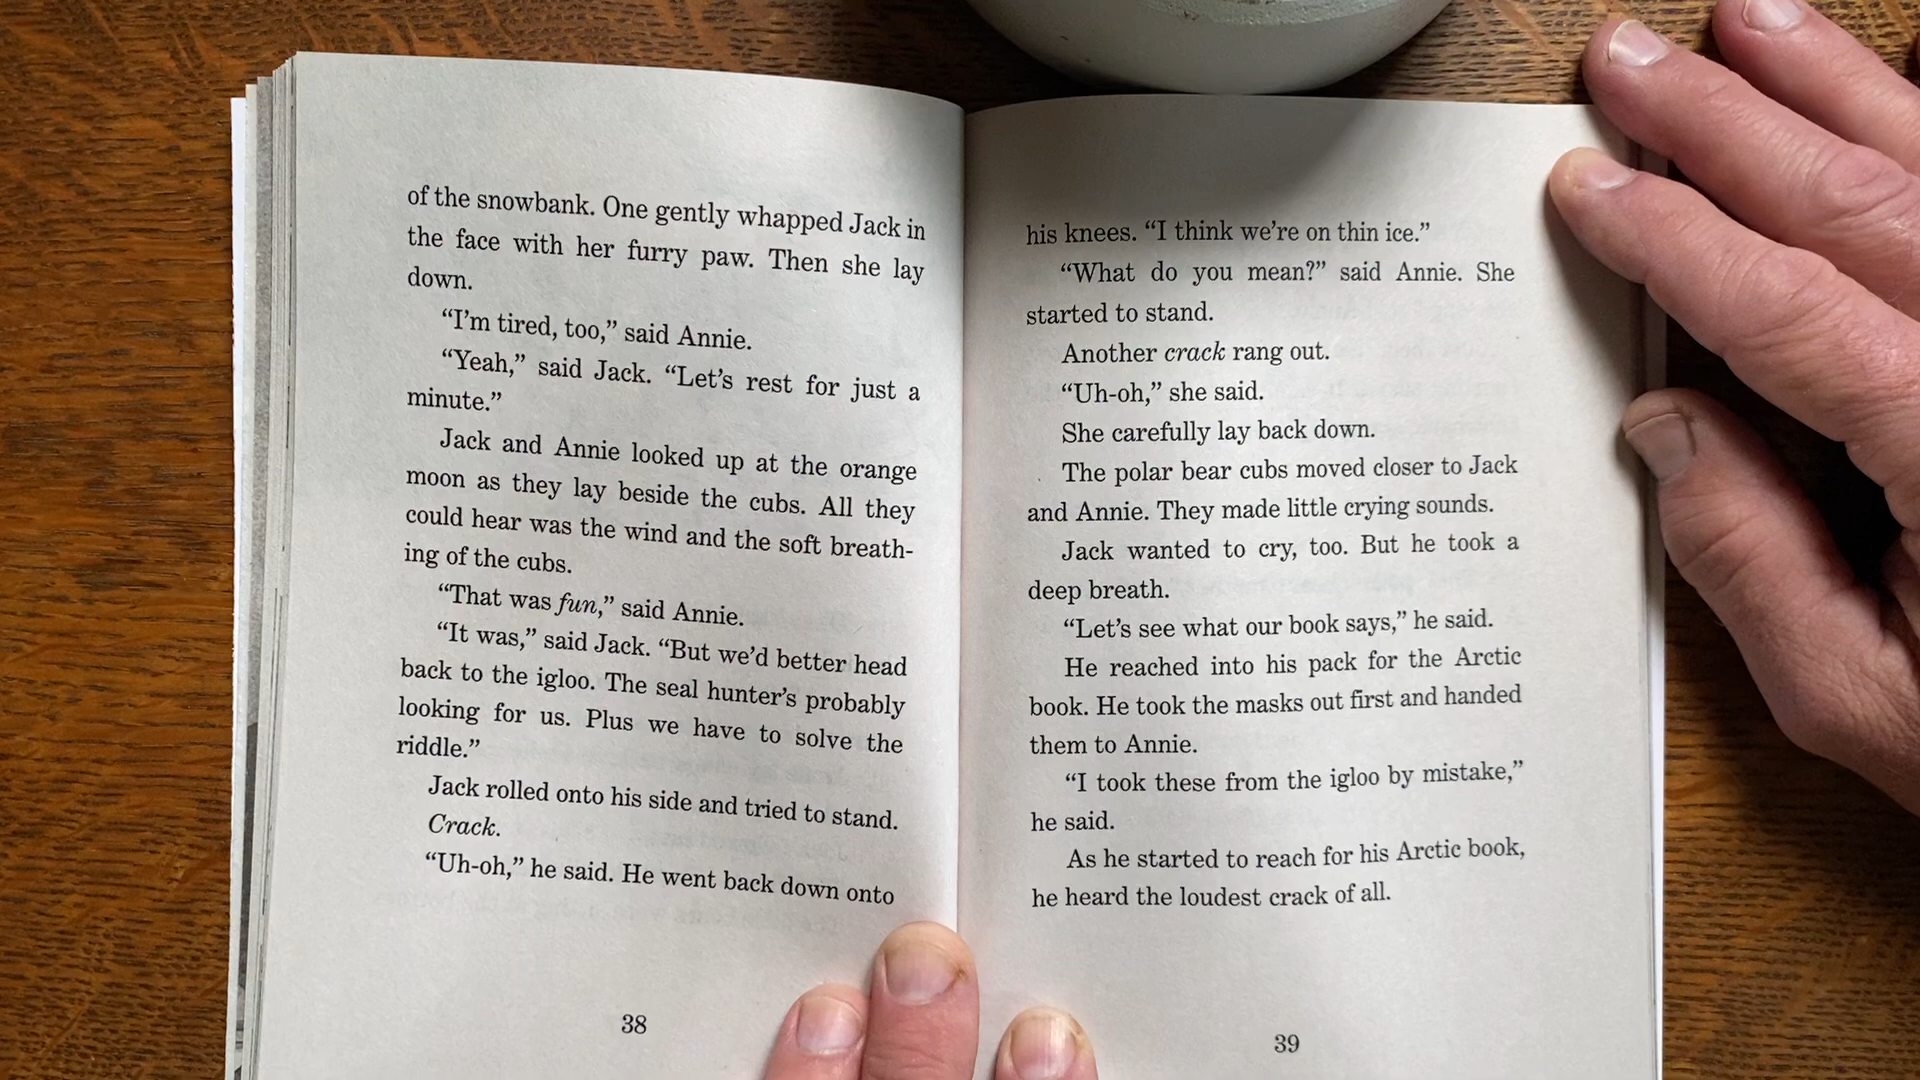 of the snowbank. One gently whapped Jack in
the face with her furry paw. Then she lay
down.
“I’m tired, too,” said Annie.
“Yeah,” said Jack. “Let’s rest for just a
minute.”
Jack and Annie looked up at the orange
moon as they lay beside the cubs. All they
could hear was the wind and the soft breath-
ing of the cubs.
“That was fun,” said Annie.
“It was,” said Jack. “But we’d better head
back to the igloo. The seal hunter’s probably
looking for us. Plus we have to solve the
riddle.”
Jack rolled onto his side and tried to stand.
Crack.
“Uh-oh,” he said. He went back down onto
38
his knees. “I think we’re on thin ice.”
“What do you mean?” said Annie. She
started to stand.
Another crack rang out.
“Uh-oh,” she said.
She carefully lay back down.
The polar bear cubs moved closer to Jack
and Annie. They made little crying sounds.
Jack wanted to cry, too. But he took a
deep breath.
“Let’s see what our book says,” he said.
He reached into his pack for the Arctic
book. He took the masks out first and handed
them to Annie.
“I took these from the igloo by mistake,”
he said.
As he started to reach for his Arctic book,
he heard the loudest crack of all.
39